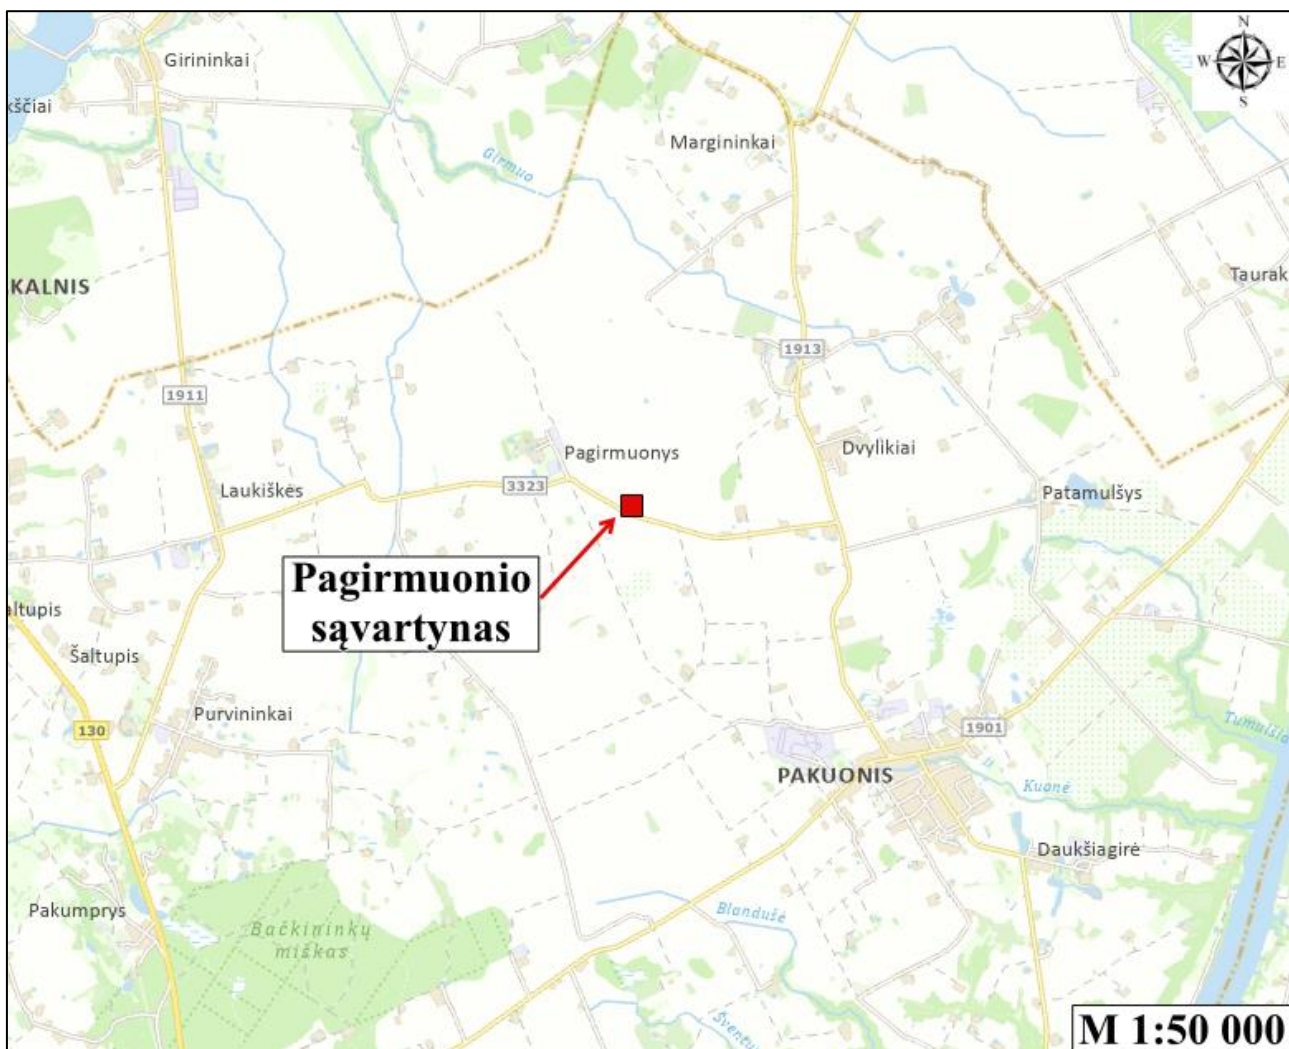 N
W E
S
Girininkai
kščiai
Margininkai
Girmuo
KALNIS
Taurak
1913
1911
Pagirmuonys
Dvylikiai
3323
Laukiškės
Patamulšys
Pagirmuonio
sąvartynas
altupis
Šaltupis
Purvininkai
130
1901
Tumulšia
PAKUONIS
Kuonė
Daukšiagirė
Pakumprys
Blandušė
Bačkininkų
miškas
Šventu
M 1:50 000